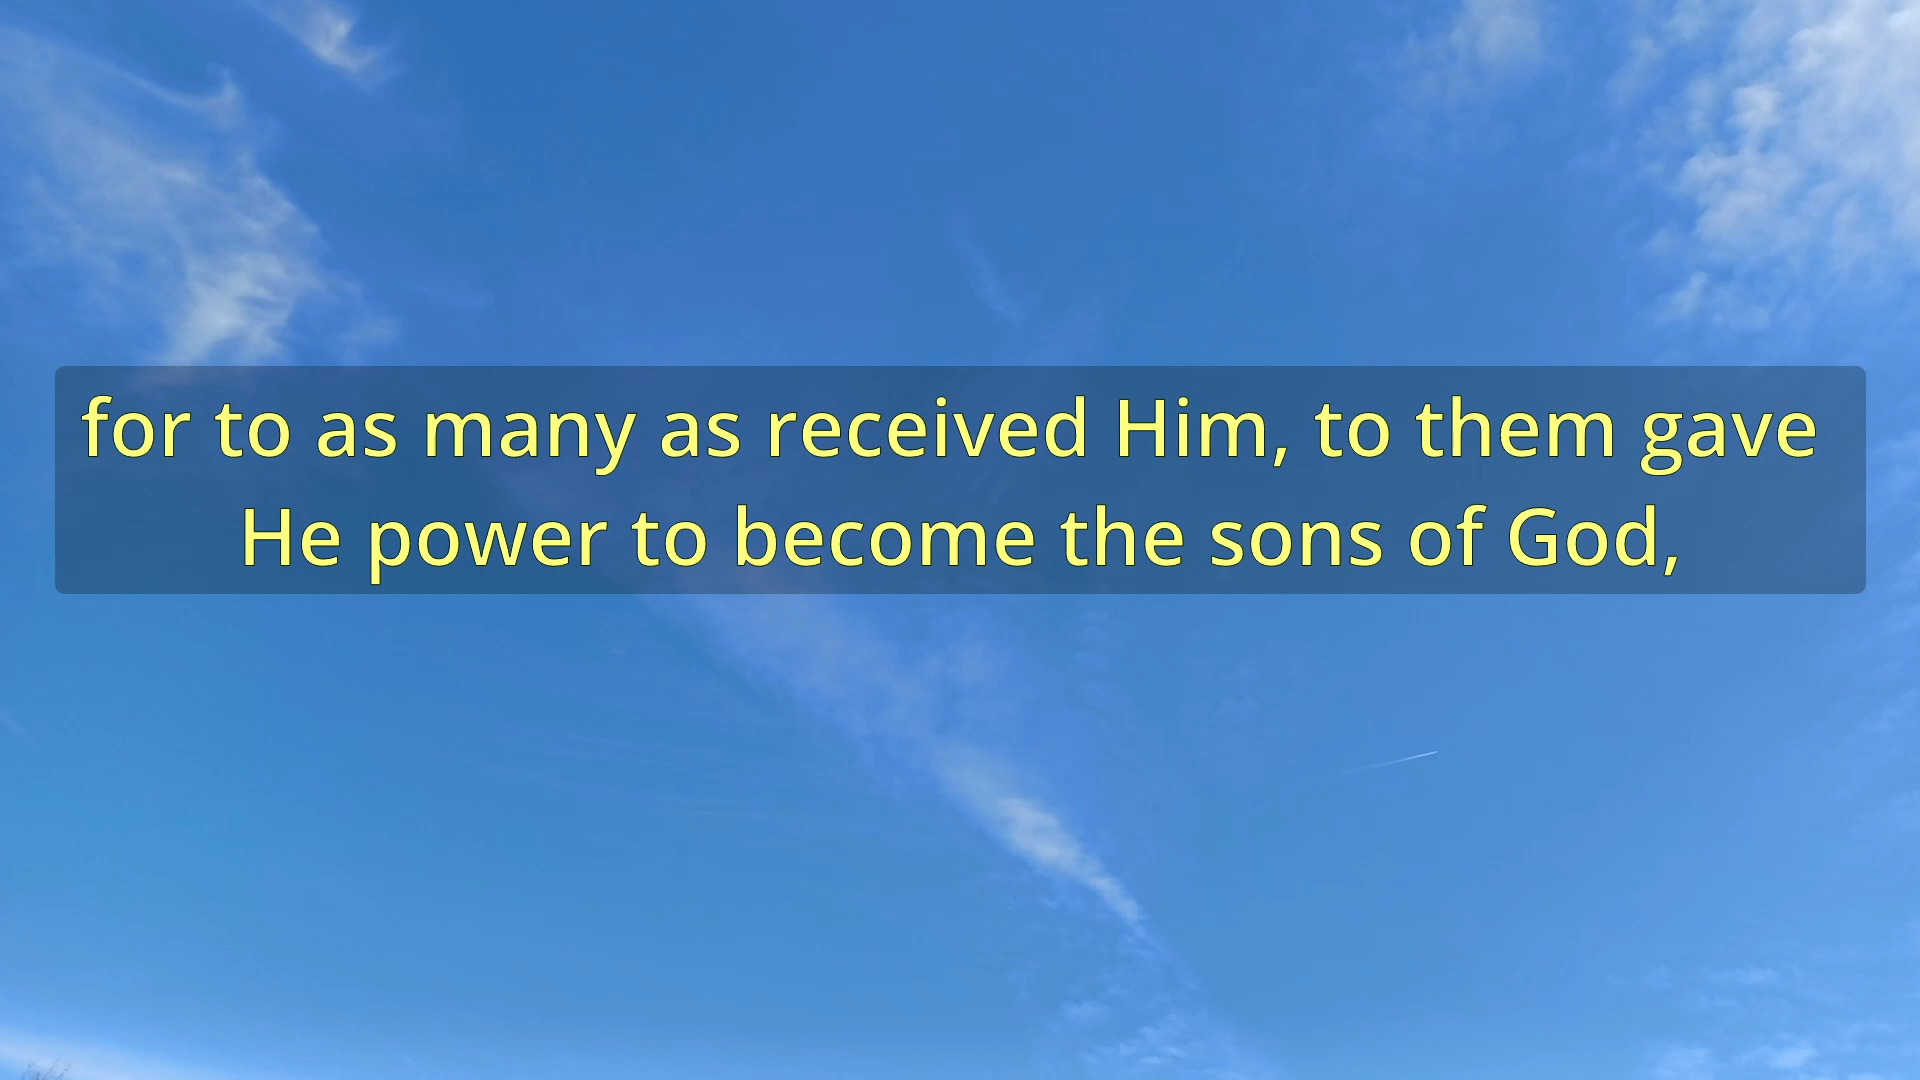 for to as many as received Him, to them gave
He power to become the sons of God,